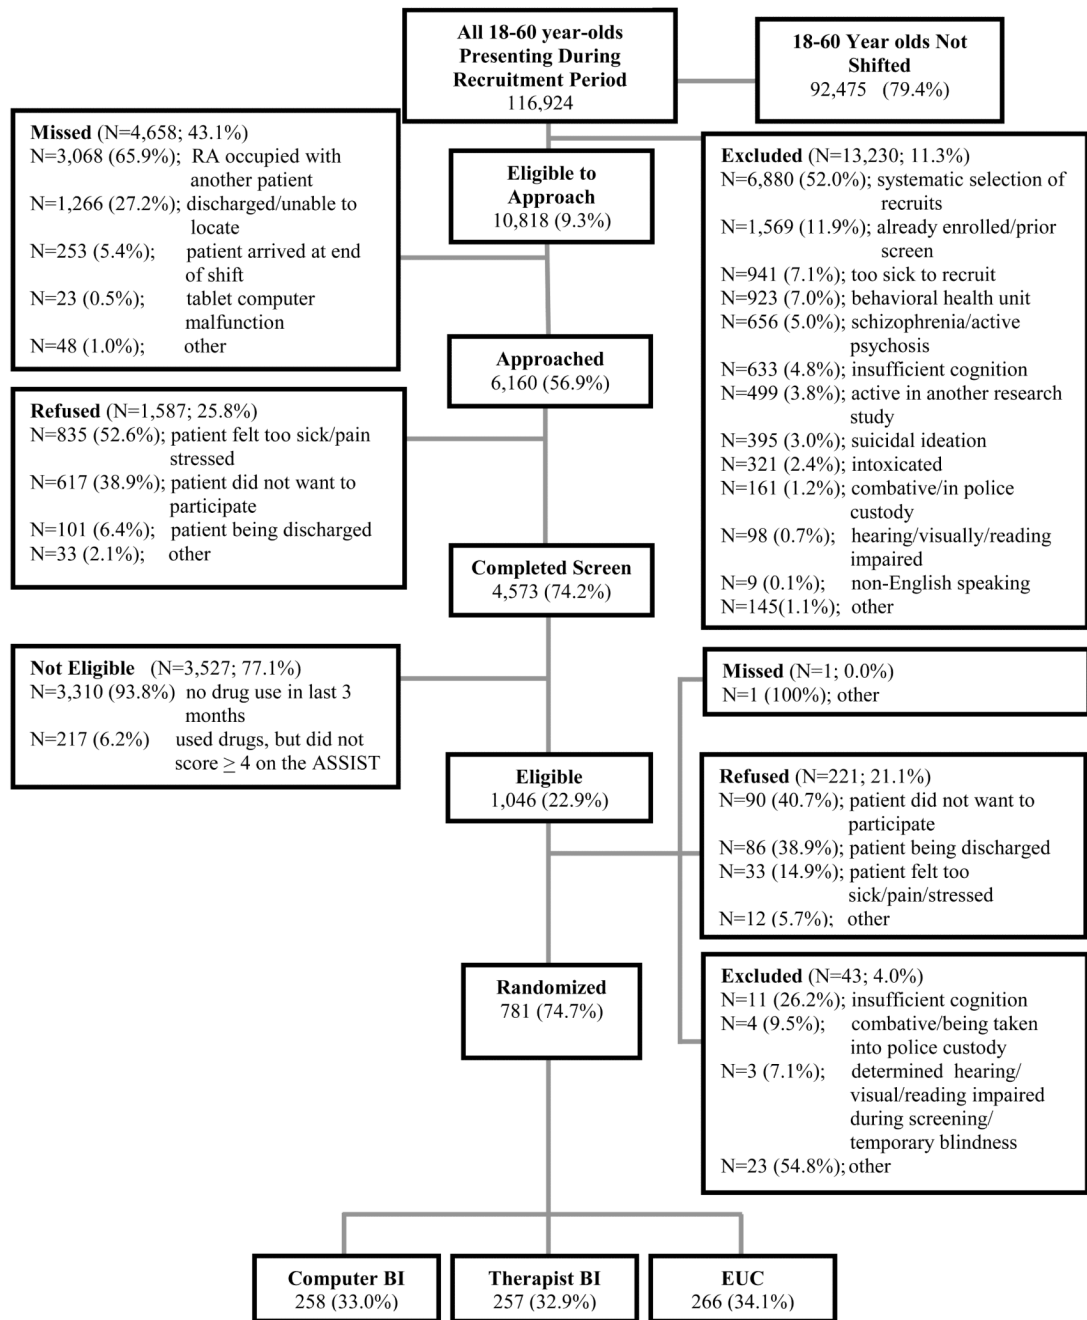 All 18-60 year-olds
Presenting During
Recruitment Period
116,924
18-60 Year olds Not
Shifted
92,475 (79.4%)
Missed (N=4,658; 43.1%)
N=3,068 (65.9%); RA occupied with
another patient
N=1,266 (27.2%); discharged/unable to
locate
N=253 (5.4%); patient arrived at end
of shift
N=23 (0.5%); tablet computer
malfunction
N=48 (1.0%); other
Eligible to
Approach
10,818 (9.3%)
Excluded (N=13,230; 11.3%)
N=6,880 (52.0%); systematic selection of
recruits
N=1,569 (11.9%); already enrolled/prior
screen
N=941 (7.1%); too sick to recruit
N=923 (7.0%); behavioral health unit
N=656 (5.0%); schizophrenia/active
psychosis
N=633 (4.8%); insufficient cognition
N=499 (3.8%); active in another research
study
N=395 (3.0%); suicidal ideation
N=321 (2.4%); intoxicated
N=161 (1.2%); combative/in police
custody
N=98 (0.7%); hearing/visually/reading
impaired
N=9 (0.1%); non-English speaking
N=145(1.1%); other
Approached
6,160 (56.9%)
Refused (N=1,587; 25.8%)
N=835 (52.6%); patient felt too sick/pain
stressed
N=617 (38.9%); patient did not want to
participate
N=101 (6.4%); patient being discharged
N=33 (2.1%); other
Completed Screen
4,573 (74.2%)
Not Eligible (N=3,527; 77.1%)
N=3,310 (93.8%) no drug use in last 3
months
N=217 (6.2%) used drugs, but did not
score ≥ 4 on the ASSIST
Missed (N=1; 0.0%)
N=1 (100%); other
Eligible
1,046 (22.9%)
Refused (N=221; 21.1%)
N=90 (40.7%); patient did not want to
participate
N=86 (38.9%); patient being discharged
N=33 (14.9%); patient felt too
sick/pain/stressed
N=12 (5.7%); other
Randomized
781 (74.7%)
Excluded (N=43; 4.0%)
N=11 (26.2%); insufficient cognition
N=4 (9.5%); combative/being taken
into police custody
N=3 (7.1%); determined hearing/
visual/reading impaired
during screening/
temporary blindness
N=23 (54.8%); other
Computer BI
258 (33.0%)
Therapist BI
257 (32.9%)
EUC
266 (34.1%)